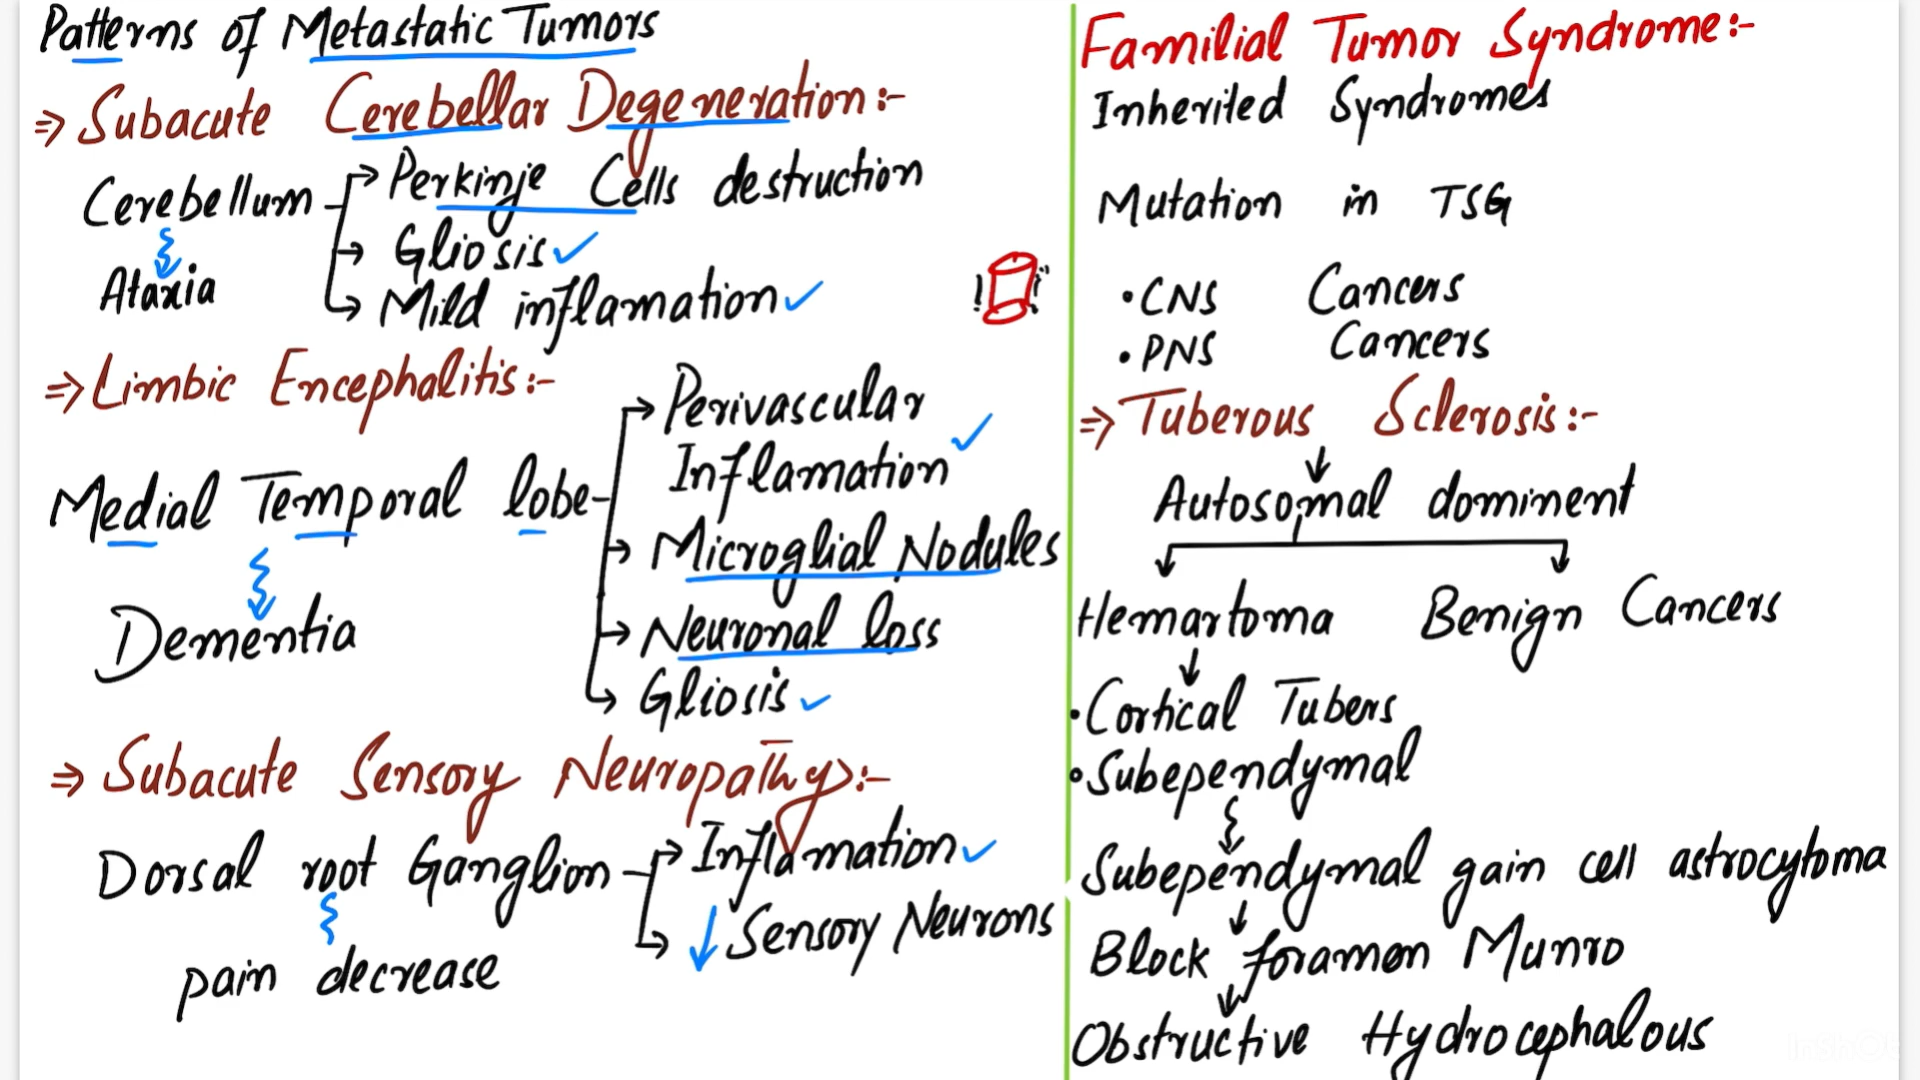 Patterns of Metastatic Tumors
⇒ Subacute Cerebellar Degeneration:-
Cerebellum → Perkinje Cells destruction
→ Gliosis ✓
Ataxia
→ Mild inflamation ✓
⇒ Limbic Encephalitis:-
Medial Temporal lobe → Perivascular
Inflamation ✓
→ Microglial Nodules
Dementia
→ Neuronal loss
→ Gliosis ✓
⇒ Subacute Sensory Neuropathy:-
Dorsal root Ganglion → Inflamation ✓
→ ↓ Sensory Neurons
pain decrease
Familial Tumor Syndrome:-
Inherited Syndromes
Mutation in TSG
• CNS Cancers
• PNS Cancers
⇒ Tuberous Sclerosis:-
Autosomal dominent
Hemartoma Benign Cancers
• Cortical Tubers
• Subependymal
Subependymal gain cell astrocytoma
Block foramen Munro
Obstructive Hydrocephalous